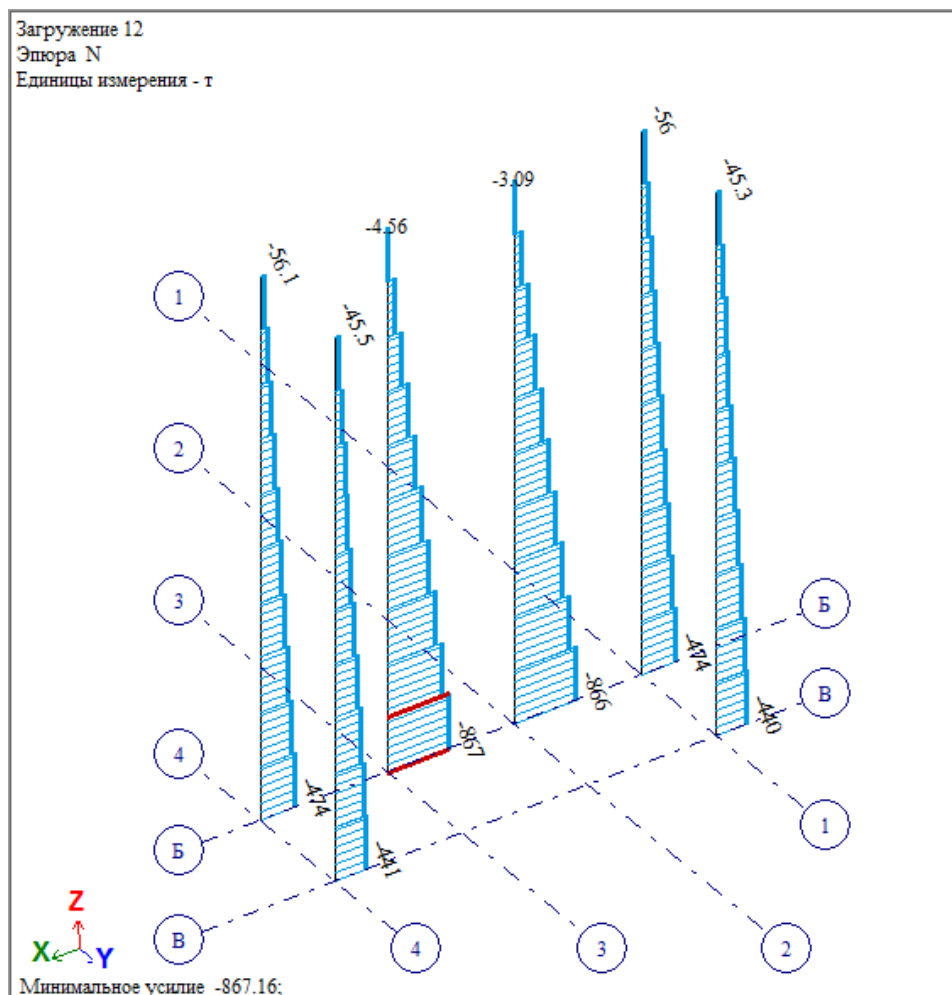 Загружение 12
Эпюра N
Единицы измерения - т
-56
-45.3
-3.09
-4.56
-56.1
-45.5
1
2
3
4
Б
В
Б
В
1
2
3
4
-474
-441
-867
-866
-474
-440
Z
X
Y
Минимальное усилие -867.16;